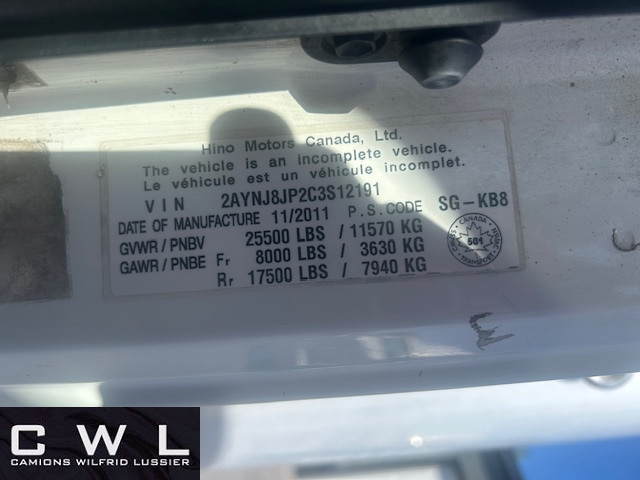 Hino Motors Canada, Ltd.
The vehicle is an incomplete vehicle.
Le véhicule est un véhicule incomplet.
VIN 2AYNJ8JP2C3S12191
DATE OF MANUFACTURE 11/2011 P.S.CODE SG-KB8
GVWR/PNBV 25500 LBS / 11570 KG
GAWR/PNBE Fr 8000 LBS / 3630 KG
Rr 17500 LBS / 7940 KG
CANADA
501
TRANSPORT
CWL
CAMIONS WILFRID LUSSIER